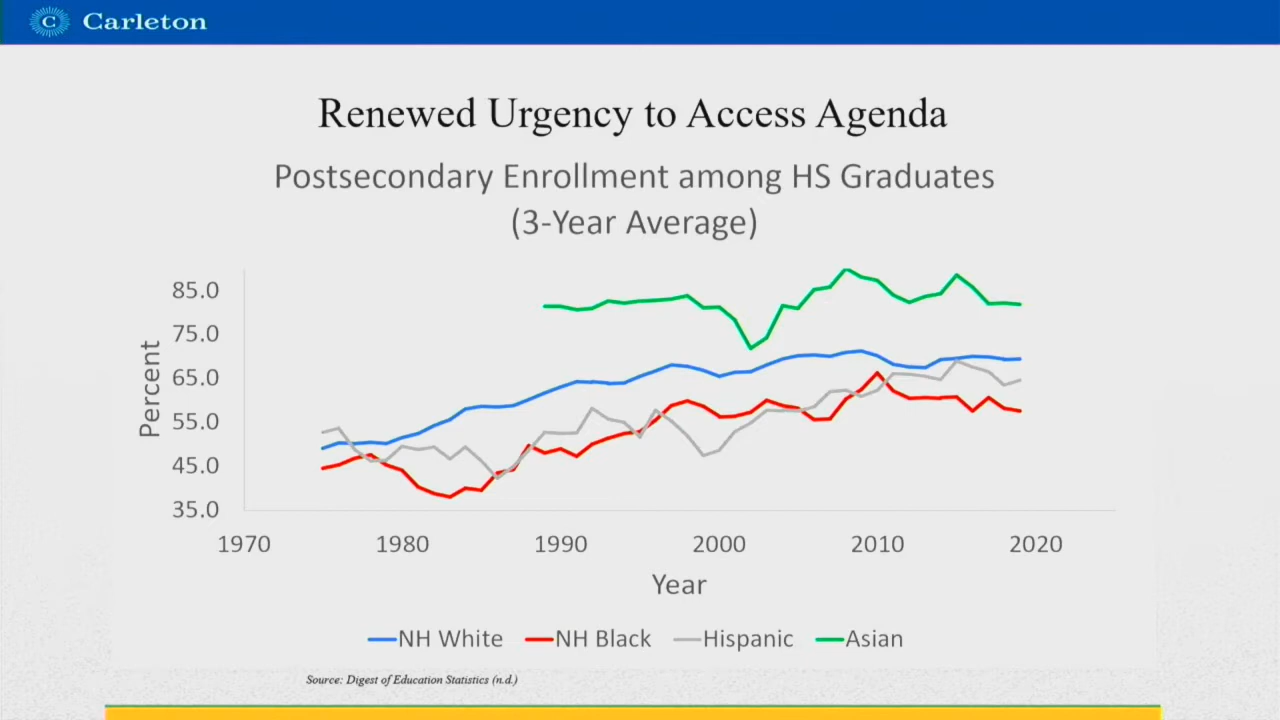 Carleton
Renewed Urgency to Access Agenda
Postsecondary Enrollment among HS Graduates
(3-Year Average)
85.0
75.0
65.0
55.0
45.0
35.0
Percent
1970 1980 1990 2000 2010 2020
Year
NH White NH Black Hispanic Asian
Source: Digest of Education Statistics (n.d.)